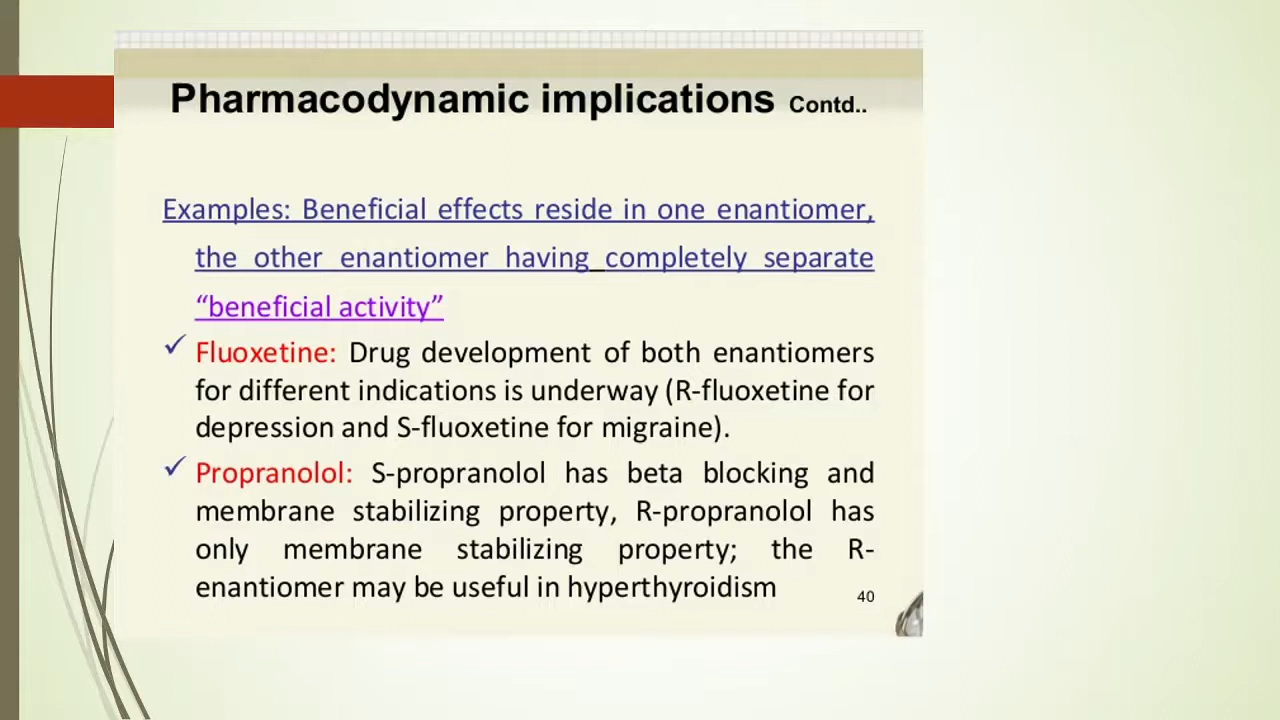 Pharmacodynamic implications Contd..
Examples: Beneficial effects reside in one enantiomer,
the other enantiomer having completely separate
“beneficial activity”
✓ Fluoxetine: Drug development of both enantiomers
for different indications is underway (R-fluoxetine for
depression and S-fluoxetine for migraine).
✓ Propranolol: S-propranolol has beta blocking and
membrane stabilizing property, R-propranolol has
only membrane stabilizing property; the R-
enantiomer may be useful in hyperthyroidism
40